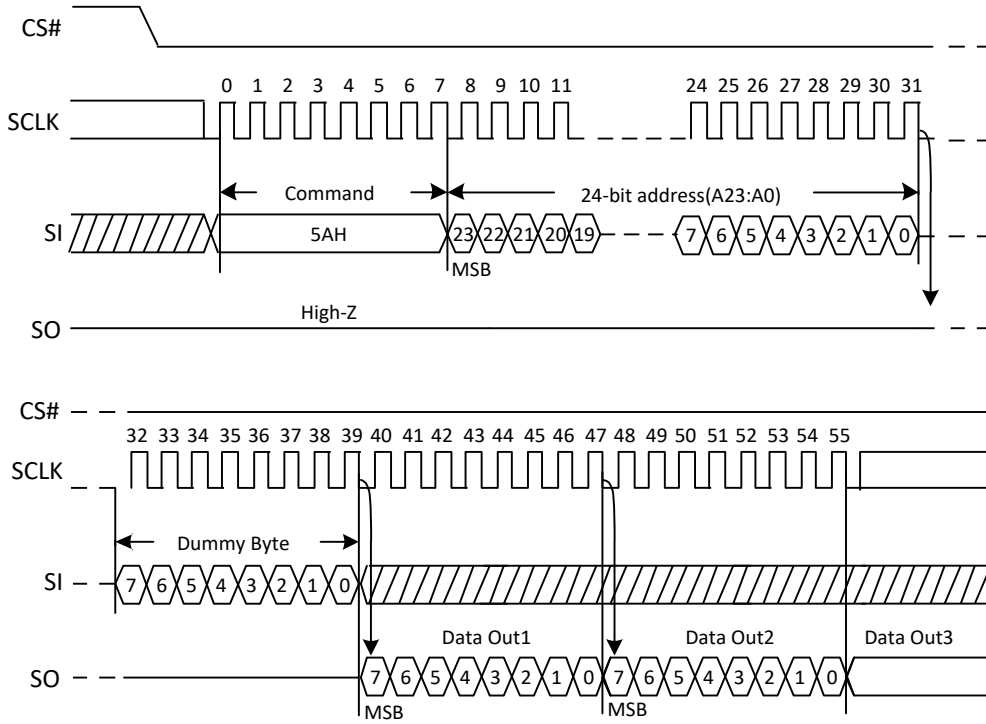 CS#
0 1 2 3 4 5 6 7 8 9 10 11 24 25 26 27 28 29 30 31
SCLK
Command 24-bit address(A23:A0)
SI 5AH 23 22 21 20 19 7 6 5 4 3 2 1 0
MSB
High-Z
SO
CS#
32 33 34 35 36 37 38 39 40 41 42 43 44 45 46 47 48 49 50 51 52 53 54 55
SCLK
Dummy Byte
SI 7 6 5 4 3 2 1 0
Data Out1 Data Out2 Data Out3
SO 7 6 5 4 3 2 1 0 7 6 5 4 3 2 1 0
MSB MSB